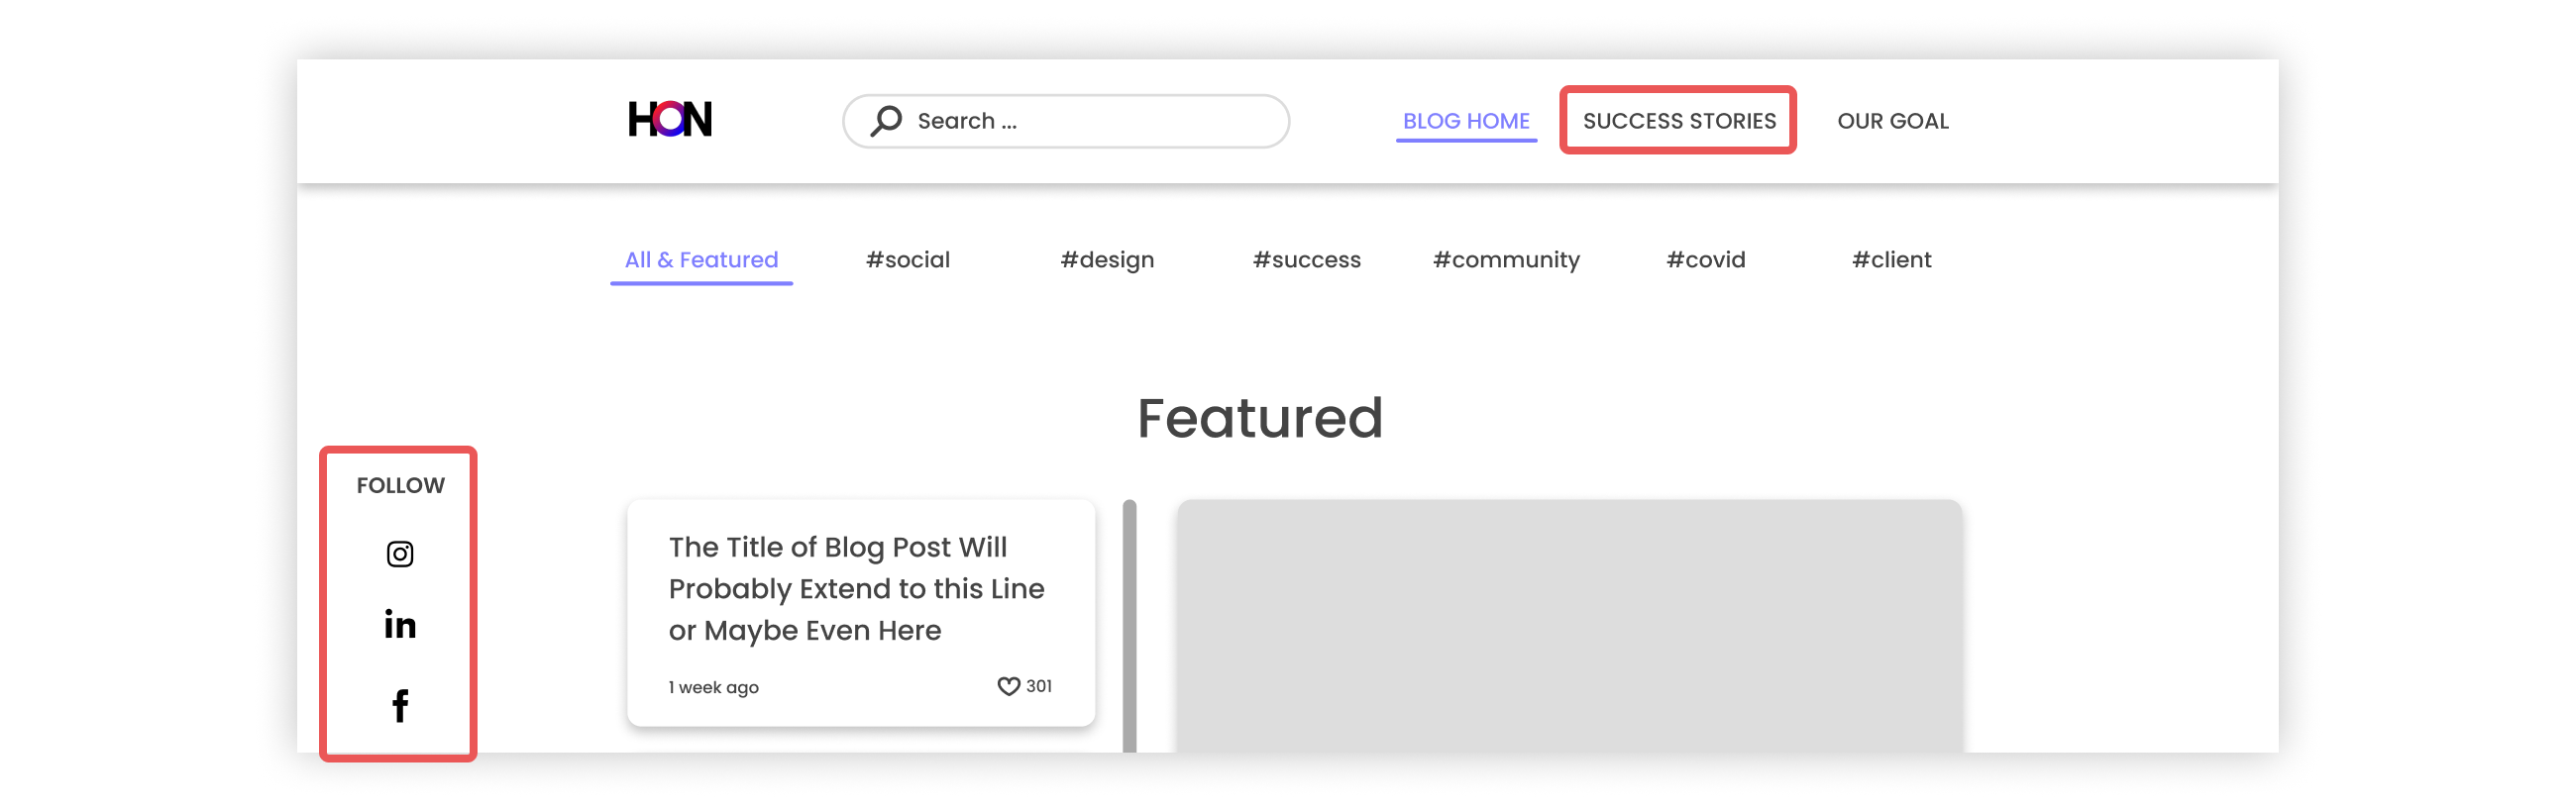 HON
Search ...
BLOG HOME
SUCCESS STORIES
OUR GOAL
All & Featured
#social
#design
#success
#community
#covid
#client
Featured
FOLLOW
in
f
The Title of Blog Post Will
Probably Extend to this Line
or Maybe Even Here
1 week ago
301